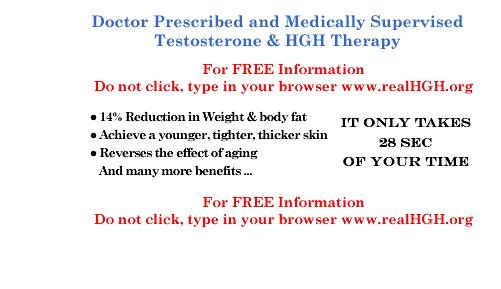 Doctor Prescribed and Medically Supervised
Testosterone & HGH Therapy
For FREE Information
Do not click, type in your browser www.realHGH.org
• 14% Reduction in Weight & body fat
• Achieve a younger, tighter, thicker skin
• Reverses the effect of aging
And many more benefits ...
IT ONLY TAKES
28 SEC
OF YOUR TIME
For FREE Information
Do not click, type in your browser www.realHGH.org